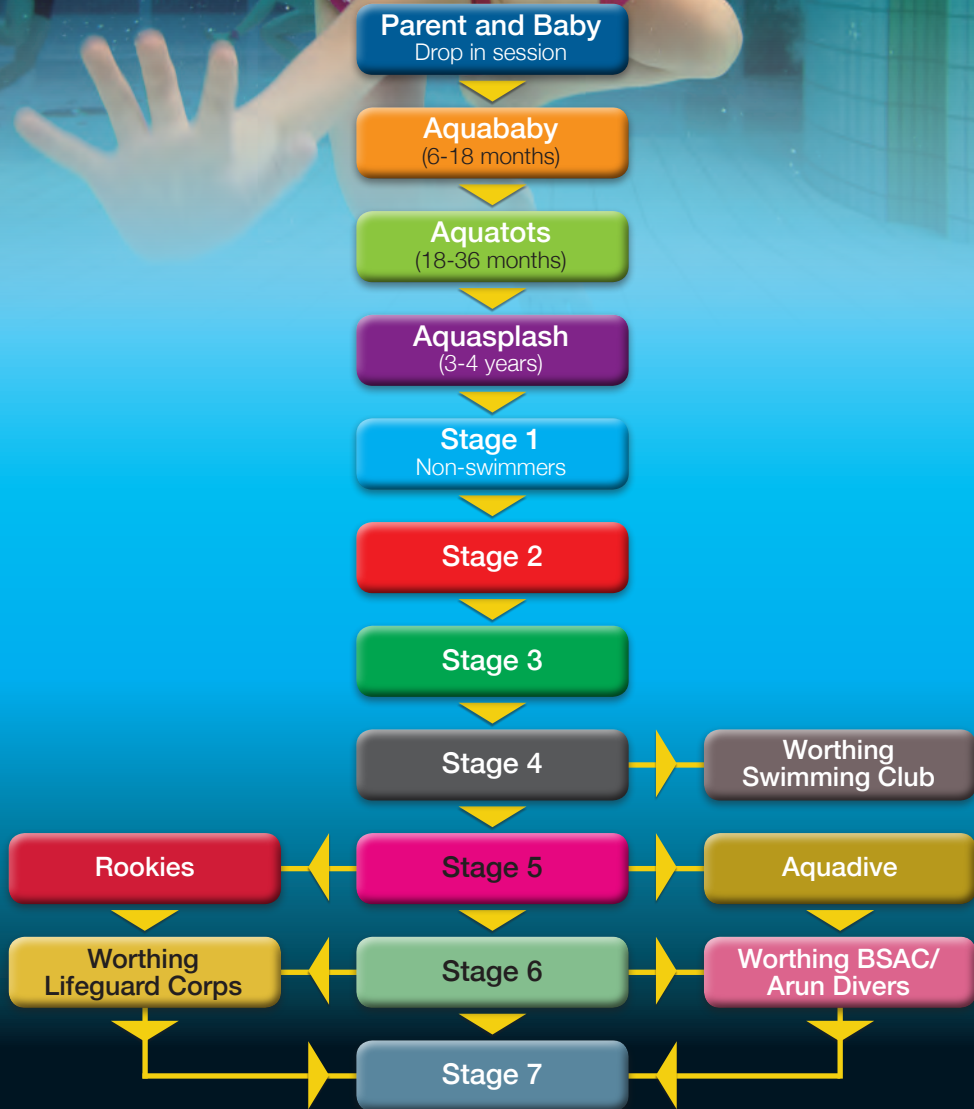 Parent and Baby
Drop in session
Aquababy
(6-18 months)
Aquatots
(18-36 months)
Aquasplash
(3-4 years)
Stage 1
Non-swimmers
Stage 2
Stage 3
Stage 4
Worthing
Swimming Club
Rookies
Stage 5
Aquadive
Worthing
Lifeguard Corps
Stage 6
Worthing BSAC/
Arun Divers
Stage 7